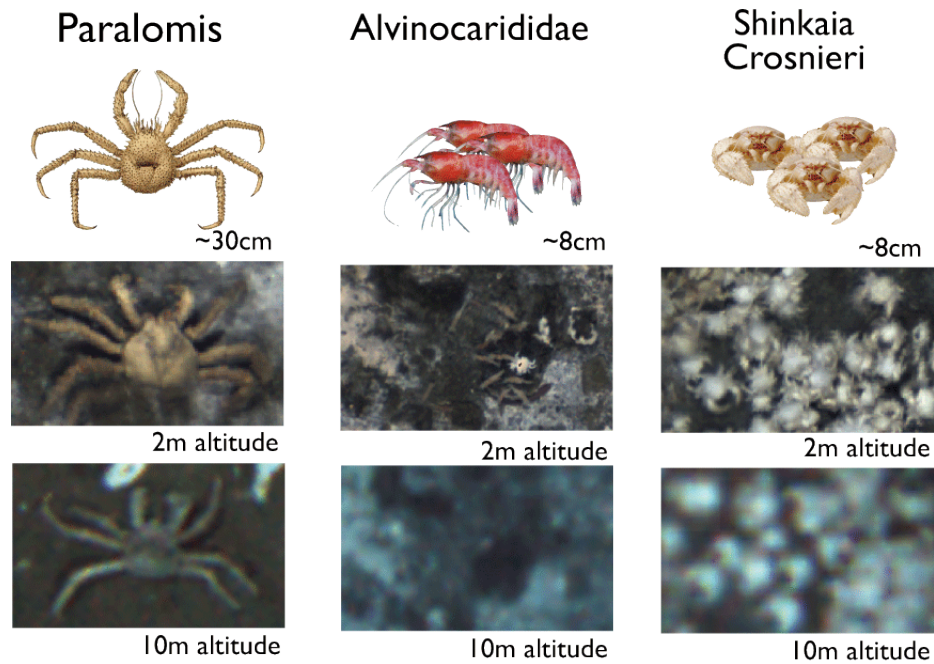 Paralomis
Alvinocarididae
Shinkaia
Crosnieri
~30cm
~8cm
~8cm
2m altitude
2m altitude
2m altitude
10m altitude
10m altitude
10m altitude